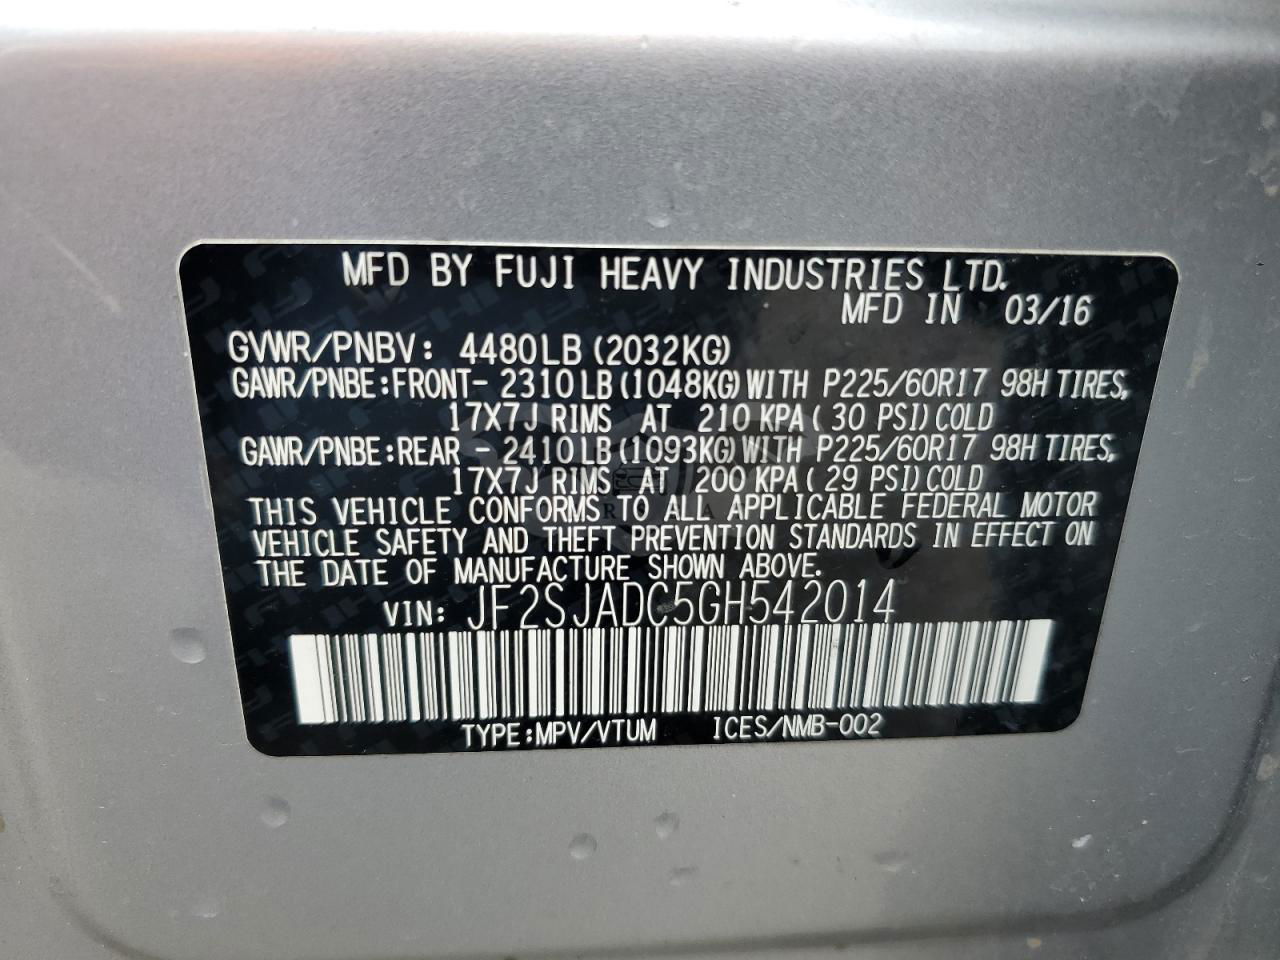 MFD BY FUJI HEAVY INDUSTRIES LTD.
MFD IN 03/16
GVWR/PNBV: 4480LB (2032KG)
GAWR/PNBE:FRONT- 2310LB(1048KG)WITH P225/60R17 98H TIRES,
17X7J RIMS AT 210 KPA(30 PSI)COLD
GAWR/PNBE:REAR - 2410LB(1093KG)WITH P225/60R17 98H TIRES,
17X7J RIMS AT 200 KPA(29 PSI)COLD
THIS VEHICLE CONFORMS TO ALL APPLICABLE FEDERAL MOTOR
VEHICLE SAFETY AND THEFT PREVENTION STANDARDS IN EFFECT ON
THE DATE OF MANUFACTURE SHOWN ABOVE.
VIN: JF2SJADC5GH542014
TYPE:MPV/VTUM ICES/NMB-002